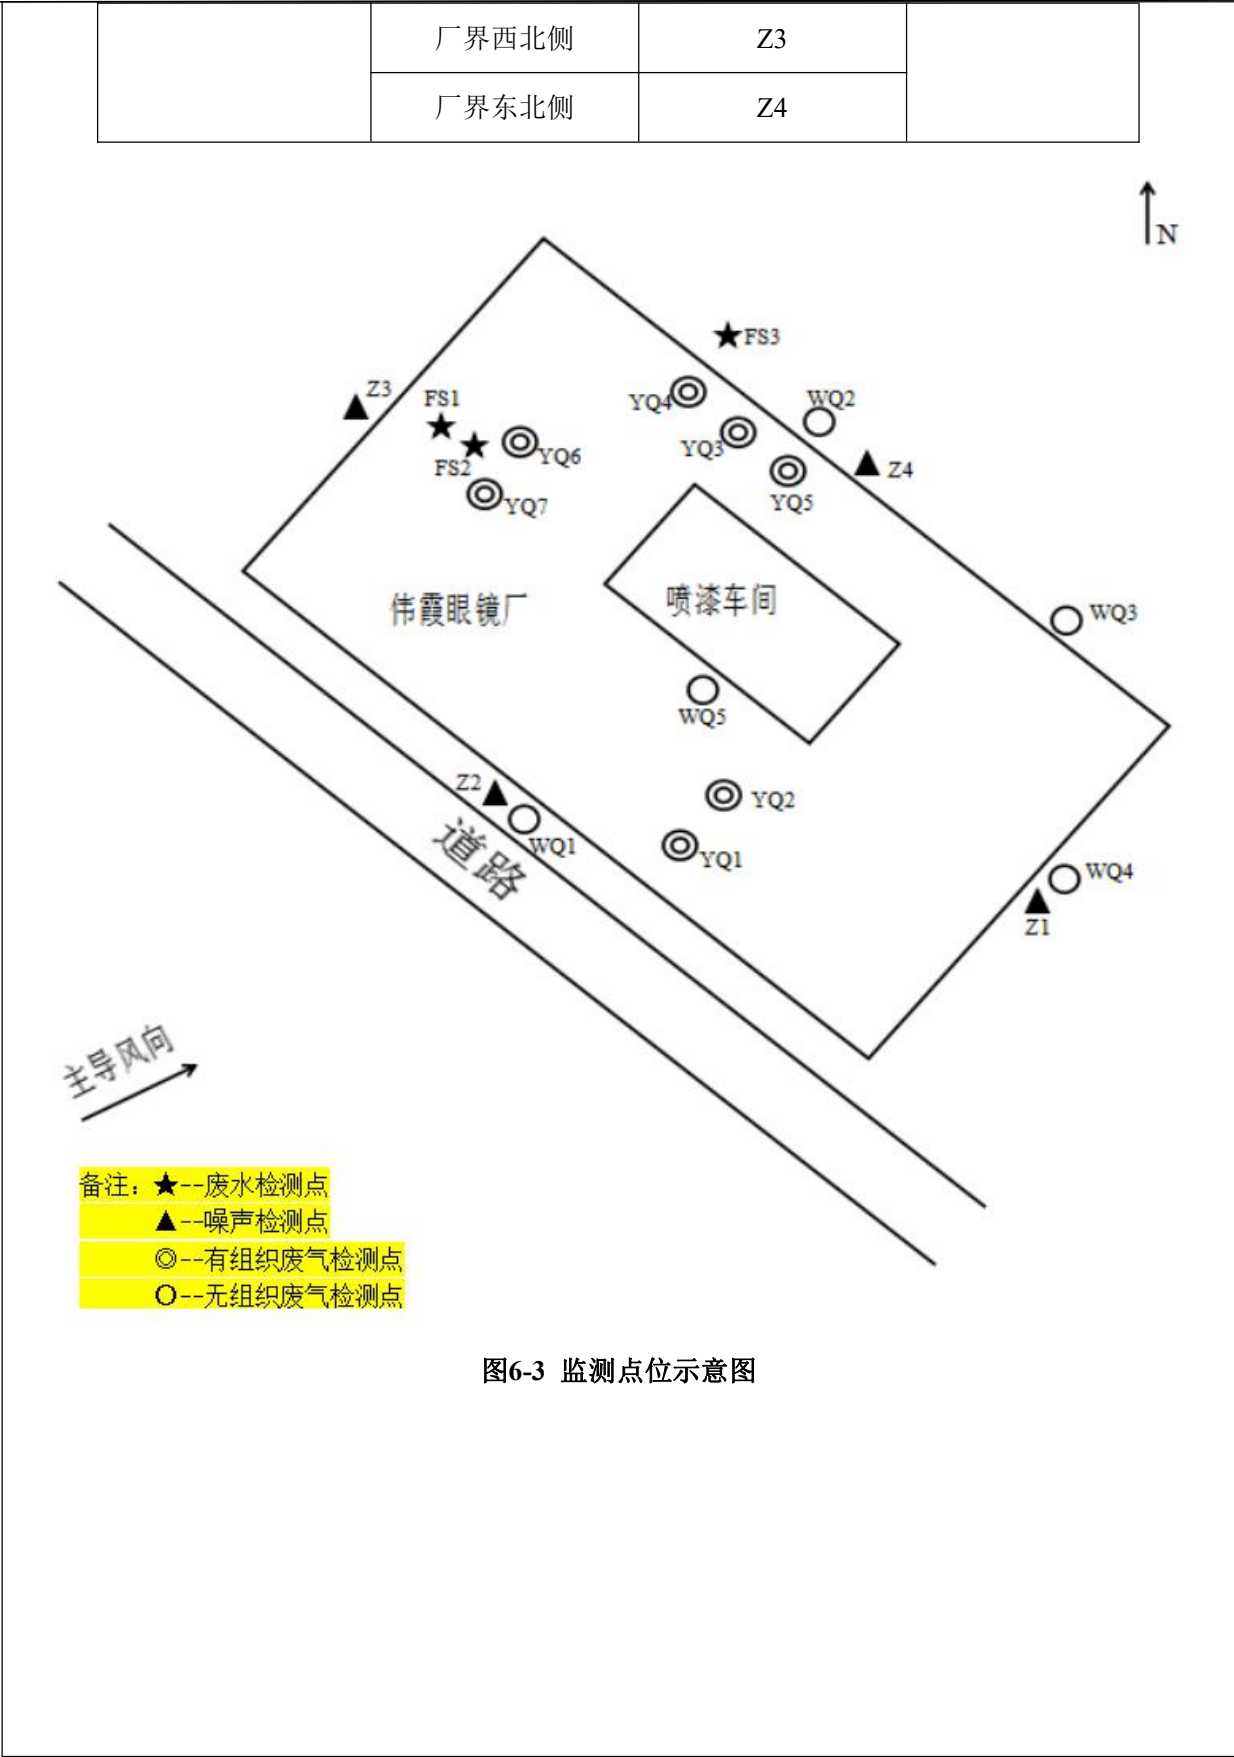 厂界西北侧 Z3
厂界东北侧 Z4
N
FS3
Z3
FS1
YQ4
WQ2
YQ3
FS2
YQ6
Z4
YQ7
YQ5
伟霞眼镜厂
喷漆车间
WQ3
WQ5
Z2
YQ2
WQ1
YQ1
道路
WQ4
Z1
主导风向
备注：★--废水检测点
▲--噪声检测点
◎--有组织废气检测点
○--无组织废气检测点
图6-3 监测点位示意图